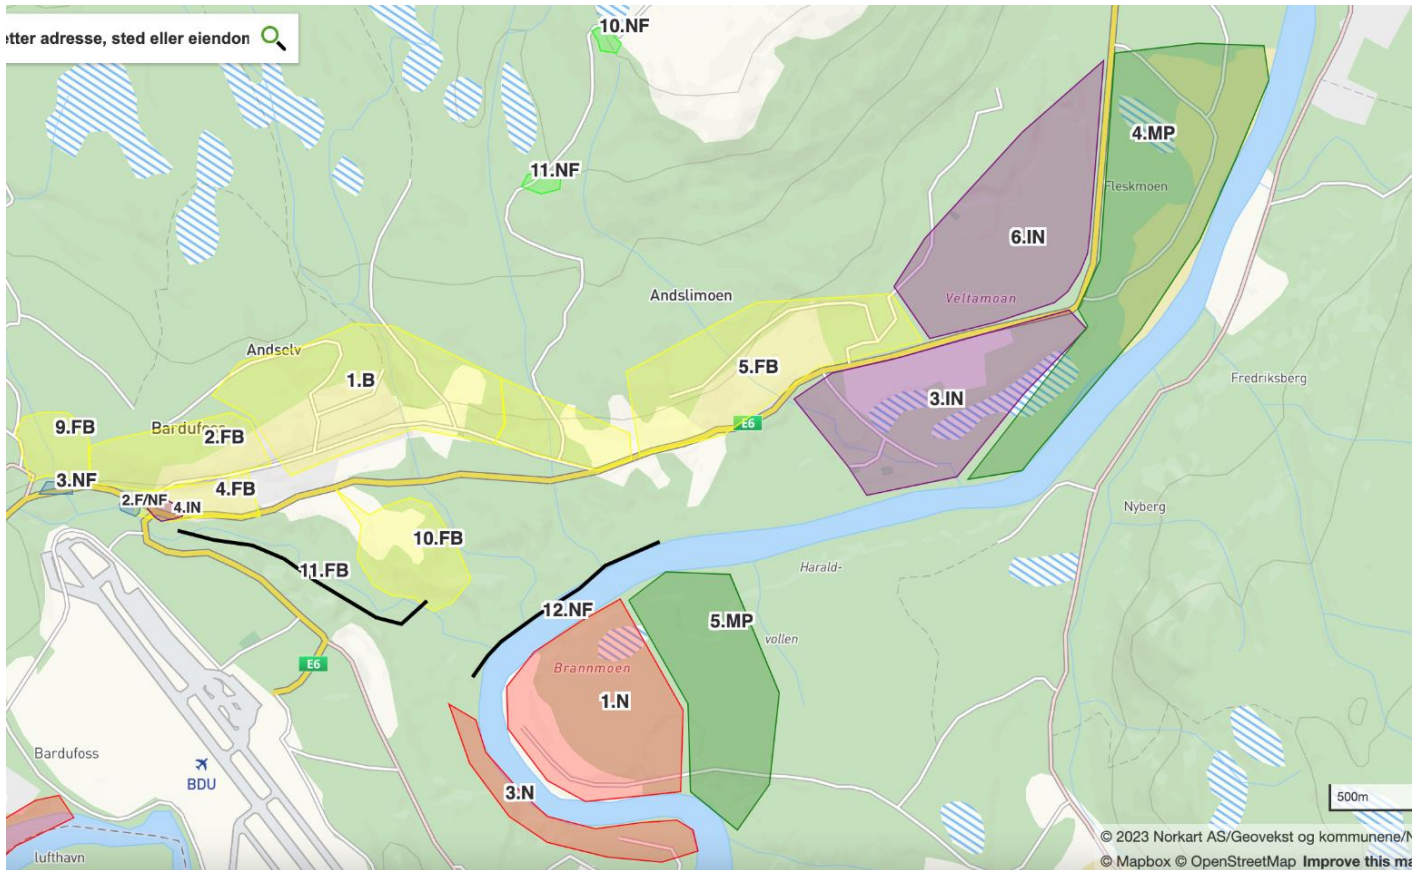 etter adresse, sted eller eiendon
10.NF
11.NF
4.MP
Fleskmoen
6.IN
Veltamoan
Andslimoen
Andselv
1.B
5.FB
3.IN
Fredriksberg
E6
9.FB
Bardufoss
2.FB
3.NF
4.FB
2.F/NF
4.IN
Nyberg
10.FB
11.FB
Harald-
vollen
12.NF
5.MP
E6
Brannmoen
1.N
Bardufoss
BDU
3.N
500m
lufthavn
© 2023 Norkart AS/Geovekst og kommunene/N
© Mapbox © OpenStreetMap Improve this ma